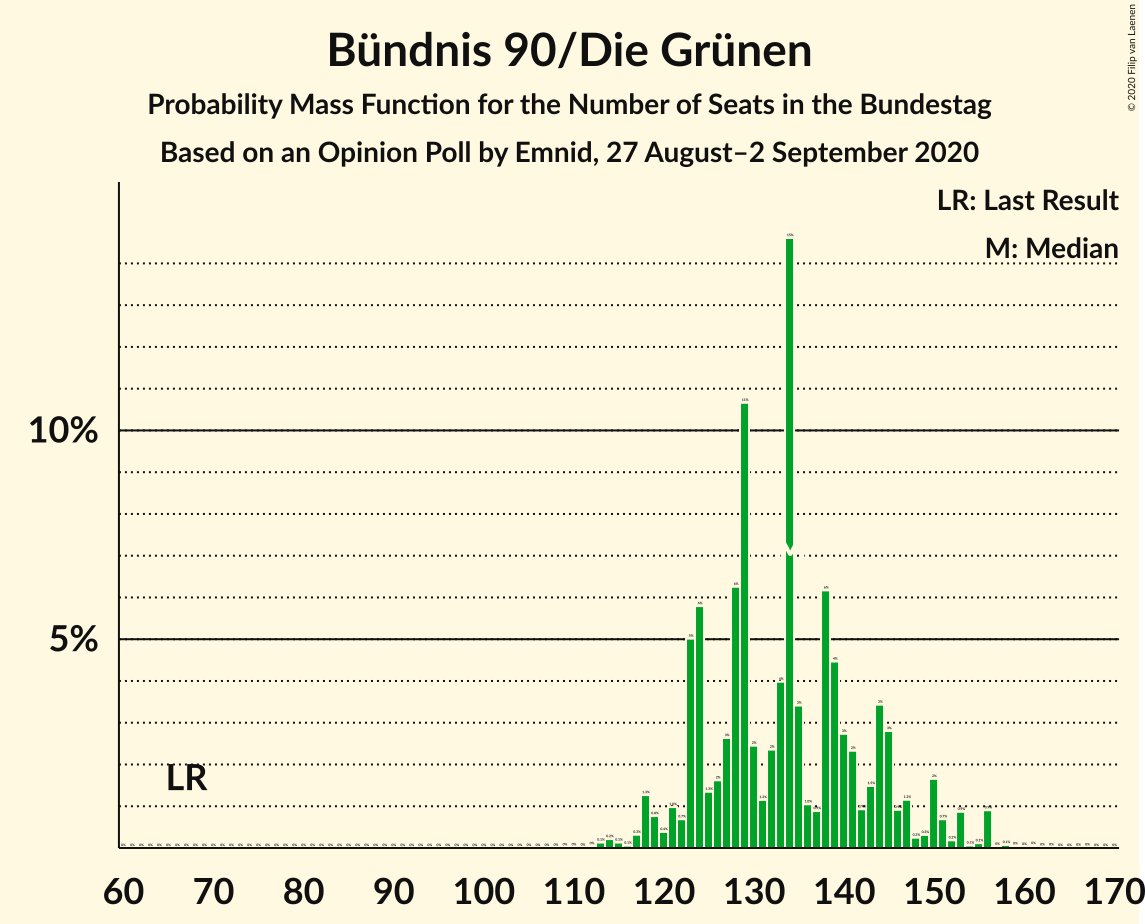 Bündnis 90/Die Grünen
Probability Mass Function for the Number of Seats in the Bundestag
Based on an Opinion Poll by Emnid, 27 August–2 September 2020
© 2020 Filip van Laenen
LR: Last Result
M: Median
10%
5%
LR
60 70 80 90 100 110 120 130 140 150 160 170